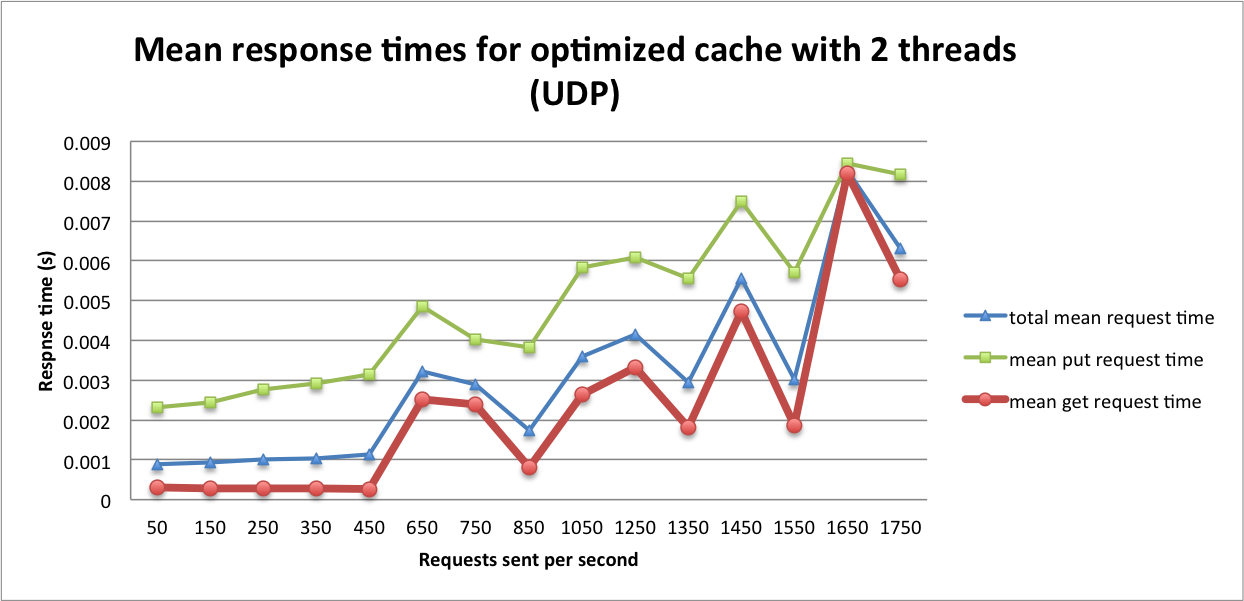 Mean response times for optimized cache with 2 threads
(UDP)
0.009
0.008
0.007
0.006
0.005
0.004
0.003
0.002
0.001
0
Respnse time (s)
50 150 250 350 450 650 750 850 1050 1250 1350 1450 1550 1650 1750
Requests sent per second
total mean request time
mean put request time
mean get request time